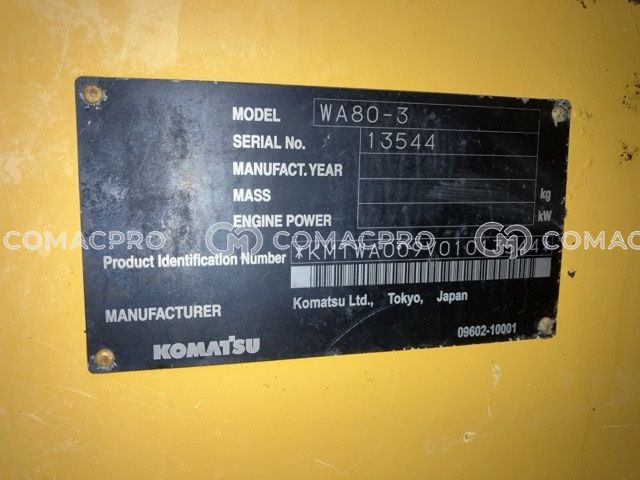 MODEL WA80-3
SERIAL No. 13544
MANUFACT. YEAR
MASS kg
ENGINE POWER kW
COMACPRO COMACPRO COMACPRO
Product Identification Number
MANUFACTURER Komatsu Ltd., Tokyo, Japan
KOMATSU 09602-10001